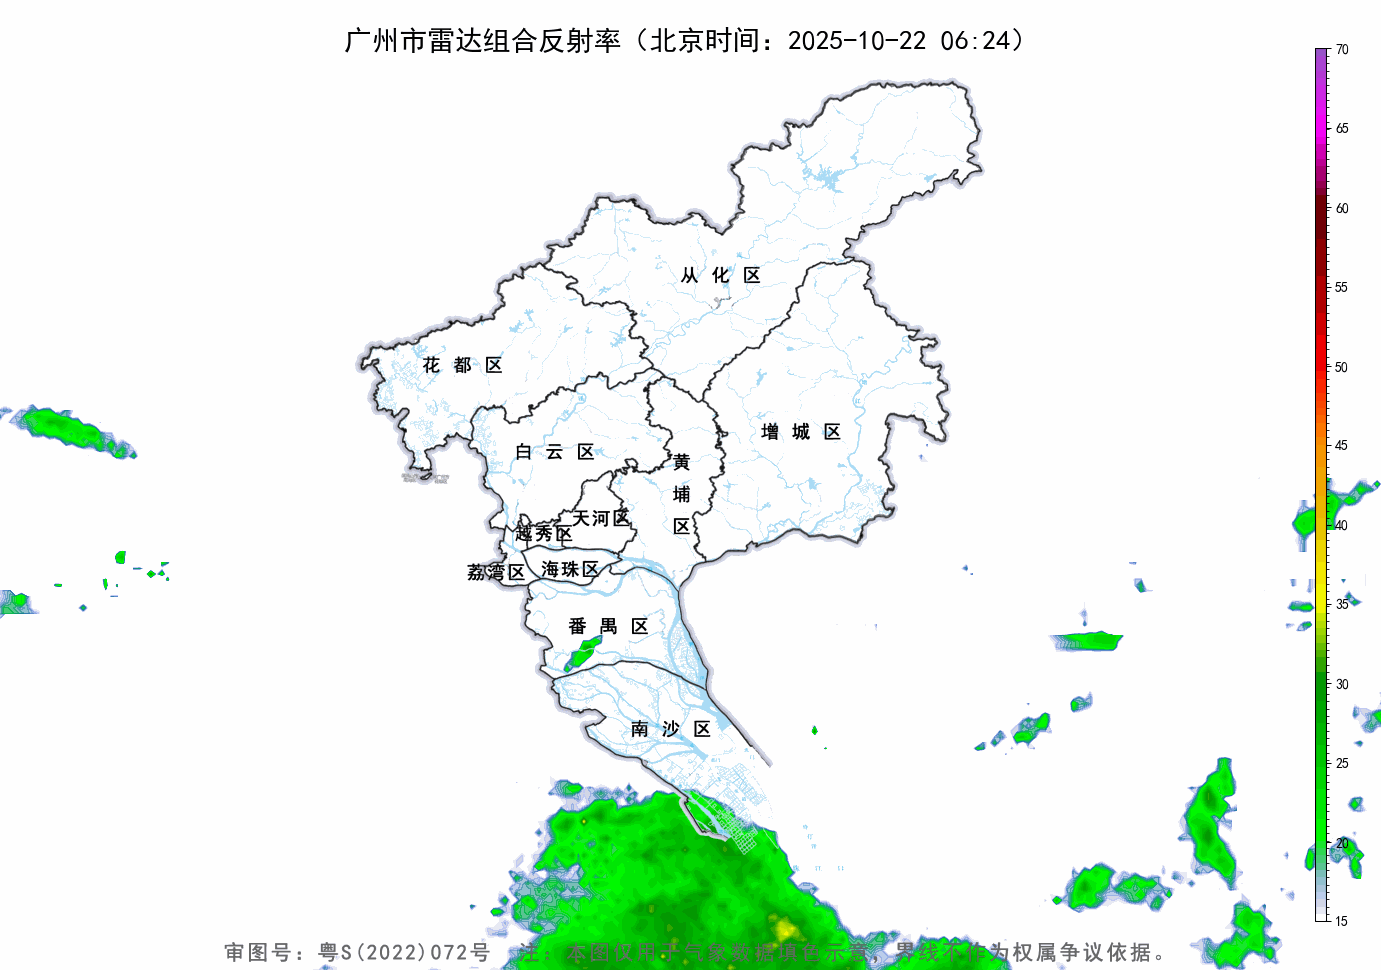 广州市雷达组合反射率（北京时间：2025-10-22 06:24）
70
65
60
55
50
45
40
35
30
25
20
15
从化区
花都区
增城区
白云区
黄埔区
天河区
越秀区
荔湾区
海珠区
番禺区
南沙区
审图号：粤S(2022)072号 注：本图仅用于气象数据填色示意，界线不作为权属争议依据。